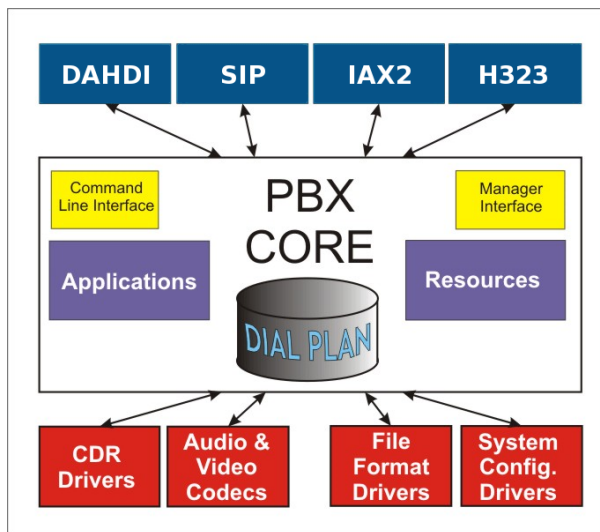 DAHDI
SIP
IAX2
H323
Command
Line Interface
PBX
CORE
Manager
Interface
Applications
Resources
DIAL PLAN
CDR
Drivers
Audio &
Video
Codecs
File
Format
Drivers
System
Config.
Drivers